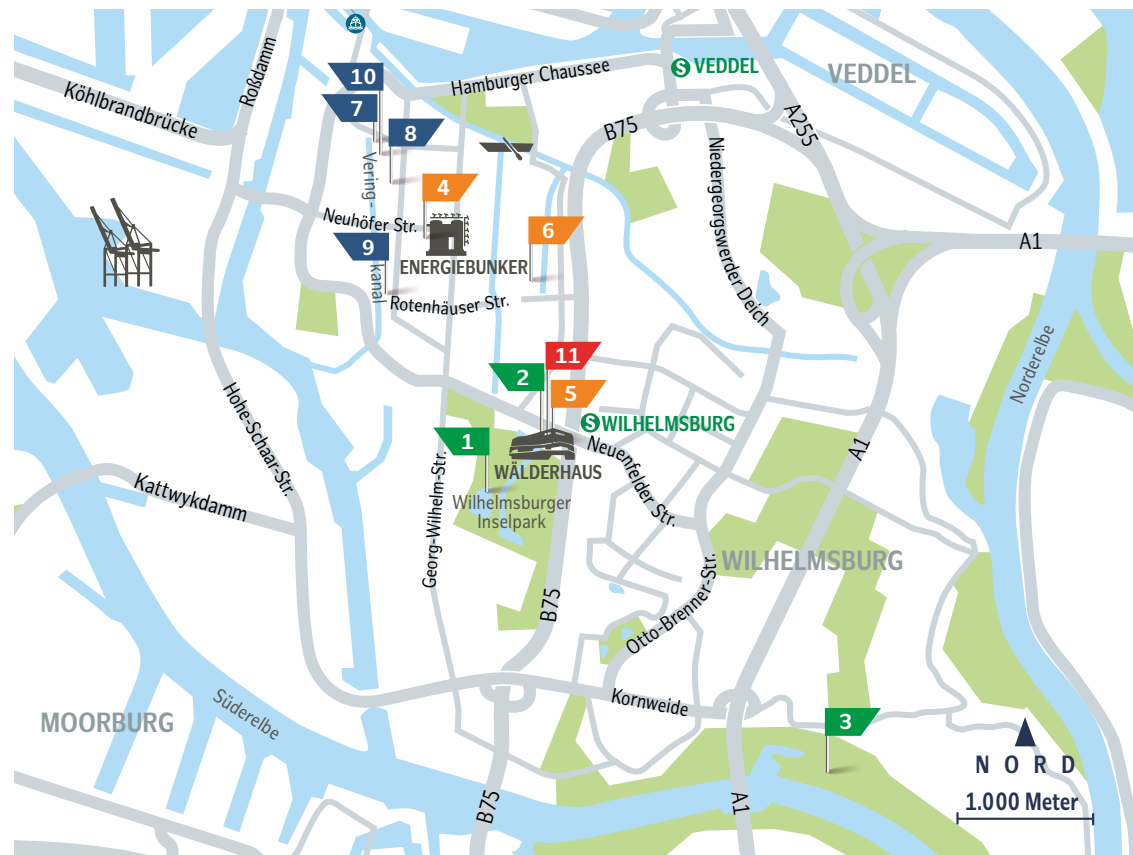 Köhlbrandbrücke
Roßdamm
Hamburger Chaussee
S VEDDEL
VEDDEL
10
7
8
B75
A255
Vering-
kanal
4
Neuhöfer Str.
Niedergeorgswerder Deich
6
9
ENERGIEBUNKER
A1
Rotenhäuser Str.
Norderelbe
11
2
5
Hohe-Schaar-Str.
S WILHELMSBURG
1
Neuenfelder Str.
A1
WÄLDERHAUS
Georg-Wilhelm-Str.
Kattwykdamm
Wilhelmsburger
Inselpark
WILHELMSBURG
B75
Otto-Brenner-Str.
Kornweide
MOORBURG
Süderelbe
3
NORD
1.000 Meter
B75
A1